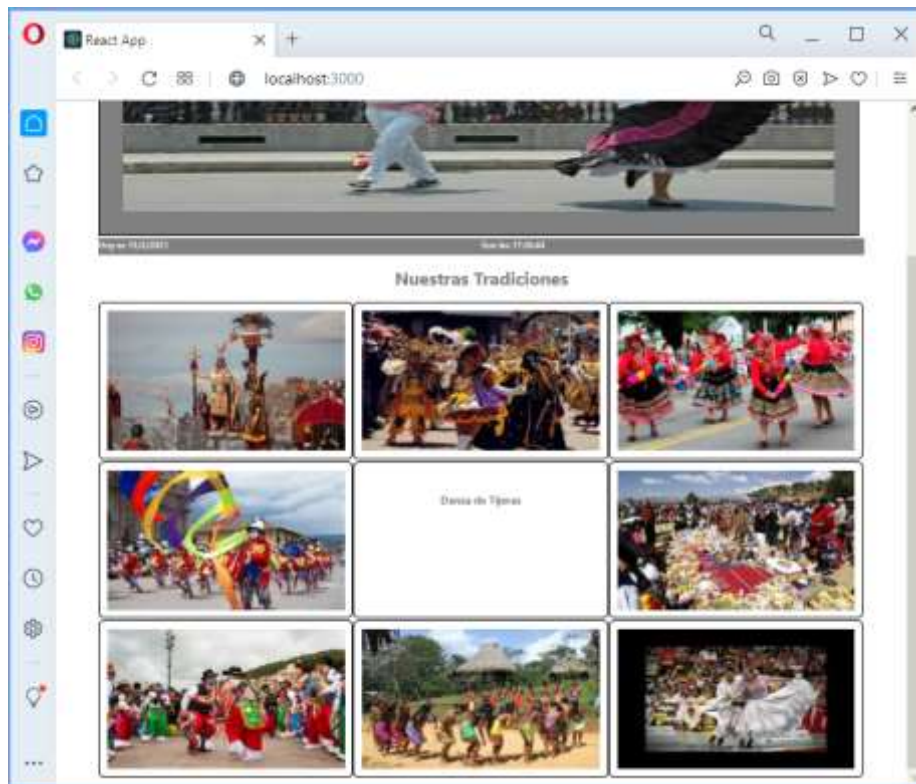 React App
localhost:3000
Nuestras Tradiciones
Danza de Tijeras